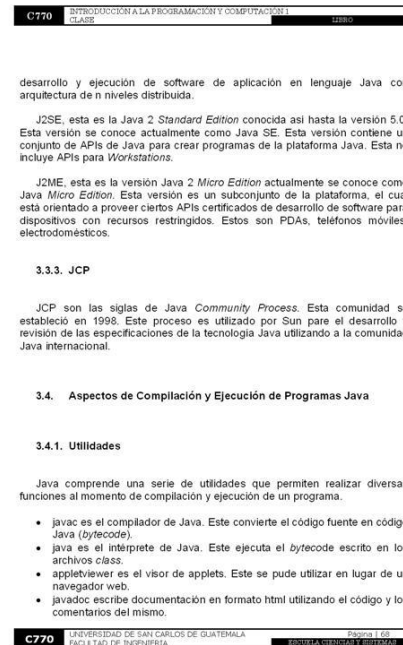 C770
INTRODUCCIÓN A LA PROGRAMACIÓN Y COMPUTACIÓN 1
CLASE
LIBRO
desarrollo y ejecución de software de aplicación en lenguaje Java co
arquitectura de n niveles distribuida.
J2SE, esta es la Java 2 Standard Edition conocida asi hasta la versión 5.0
Esta versión se conoce actualmente como Java SE. Esta versión contiene u
conjunto de APIs de Java para crear programas de la plataforma Java. Esta n
incluye APIs para Workstations.
J2ME, esta es la versión Java 2 Micro Edition actualmente se conoce com
Java Micro Edition. Esta versión es un subconjunto de la plataforma, el cua
está orientado a proveer ciertos APIs certificados de desarrollo de software par
dispositivos con recursos restringidos. Estos son PDAs, teléfonos móviles
electrodomésticos.
3.3.3. JCP
JCP son las siglas de Java Community Process. Esta comunidad s
estableció en 1998. Este proceso es utilizado por Sun pare el desarrollo
revisión de las especificaciones de la tecnología Java utilizando a la comunida
Java internacional.
3.4. Aspectos de Compilación y Ejecución de Programas Java
3.4.1. Utilidades
Java comprende una serie de utilidades que permiten realizar diversa
funciones al momento de compilación y ejecución de un programa.
• javac es el compilador de Java. Este convierte el código fuente en códig
Java (bytecode).
• java es el intérprete de Java. Este ejecuta el bytecode escrito en lo
archivos class.
• appletviewer es el visor de applets. Este se pude utilizar en lugar de u
navegador web.
• javadoc escribe documentación en formato html utilizando el código y lo
comentarios del mismo.
C770
UNIVERSIDAD DE SAN CARLOS DE GUATEMALA
FACULTAD DE INGENIERIA
Página | 68
ESCUELA CIENCIAS Y SISTEMAS